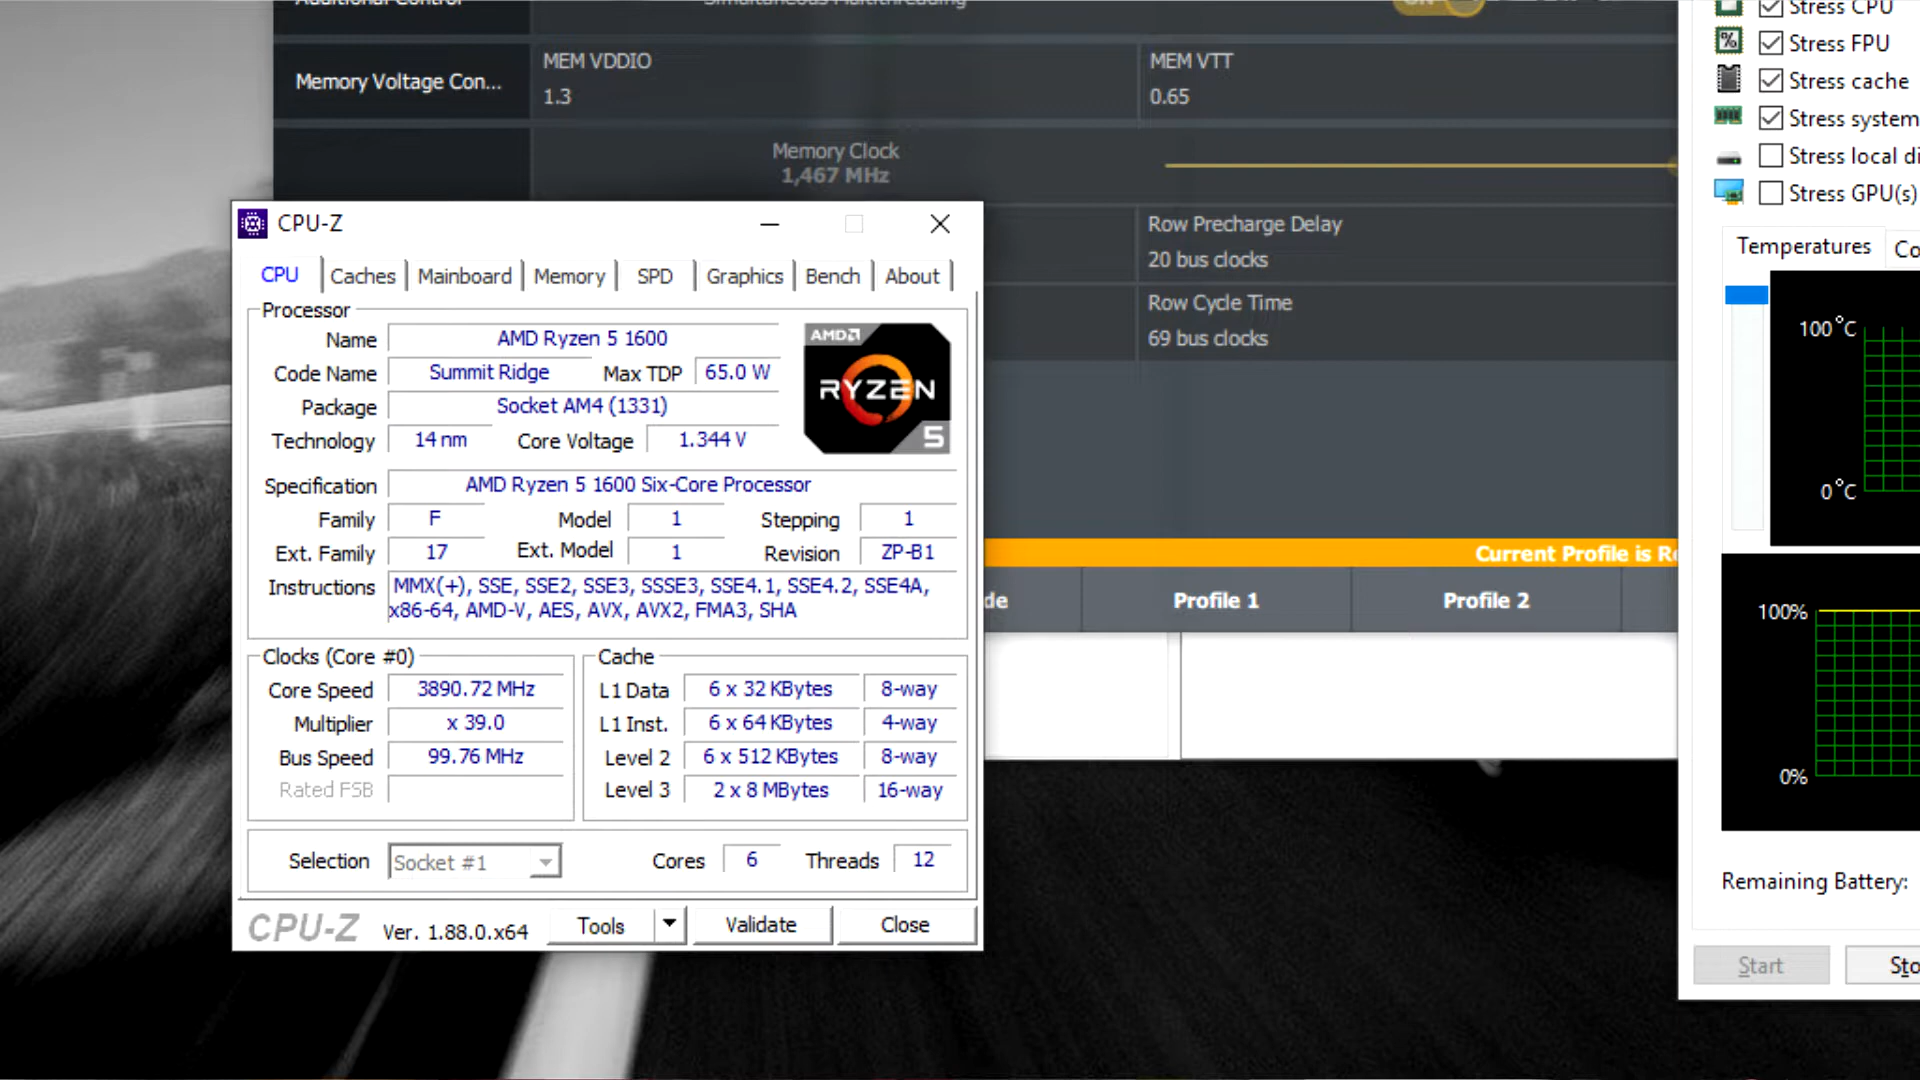 Additional Control
Simultaneous Multithreading
ON
Memory Voltage Con...
MEM VDDIO
1.3
MEM VTT
0.65
Memory Clock
1,467 MHz
Row Precharge Delay
20 bus clocks
Row Cycle Time
69 bus clocks
Current Profile is
de
Profile 1
Profile 2
CPU-Z
CPU
Caches
Mainboard
Memory
SPD
Graphics
Bench
About
Processor
Name AMD Ryzen 5 1600
Code Name Summit Ridge Max TDP 65.0 W
Package Socket AM4 (1331)
Technology 14 nm Core Voltage 1.344 V
AMD
RYZEN
5
Specification AMD Ryzen 5 1600 Six-Core Processor
Family F Model 1 Stepping 1
Ext. Family 17 Ext. Model 1 Revision ZP-B1
Instructions MMX(+), SSE, SSE2, SSE3, SSSE3, SSE4.1, SSE4.2, SSE4A,
x86-64, AMD-V, AES, AVX, AVX2, FMA3, SHA
Clocks (Core #0)
Core Speed 3890.72 MHz
Multiplier x 39.0
Bus Speed 99.76 MHz
Rated FSB
Cache
L1 Data 6 x 32 KBytes 8-way
L1 Inst. 6 x 64 KBytes 4-way
Level 2 6 x 512 KBytes 8-way
Level 3 2 x 8 MBytes 16-way
Selection Socket #1 Cores 6 Threads 12
CPU-Z Ver. 1.88.0.x64 Tools Validate Close
Stress CPU
% Stress FPU
Stress cache
Stress system
Stress local di
Stress GPU(s)
Temperatures
Co
100°C
0°C
100%
0%
Remaining Battery:
Start
Sto